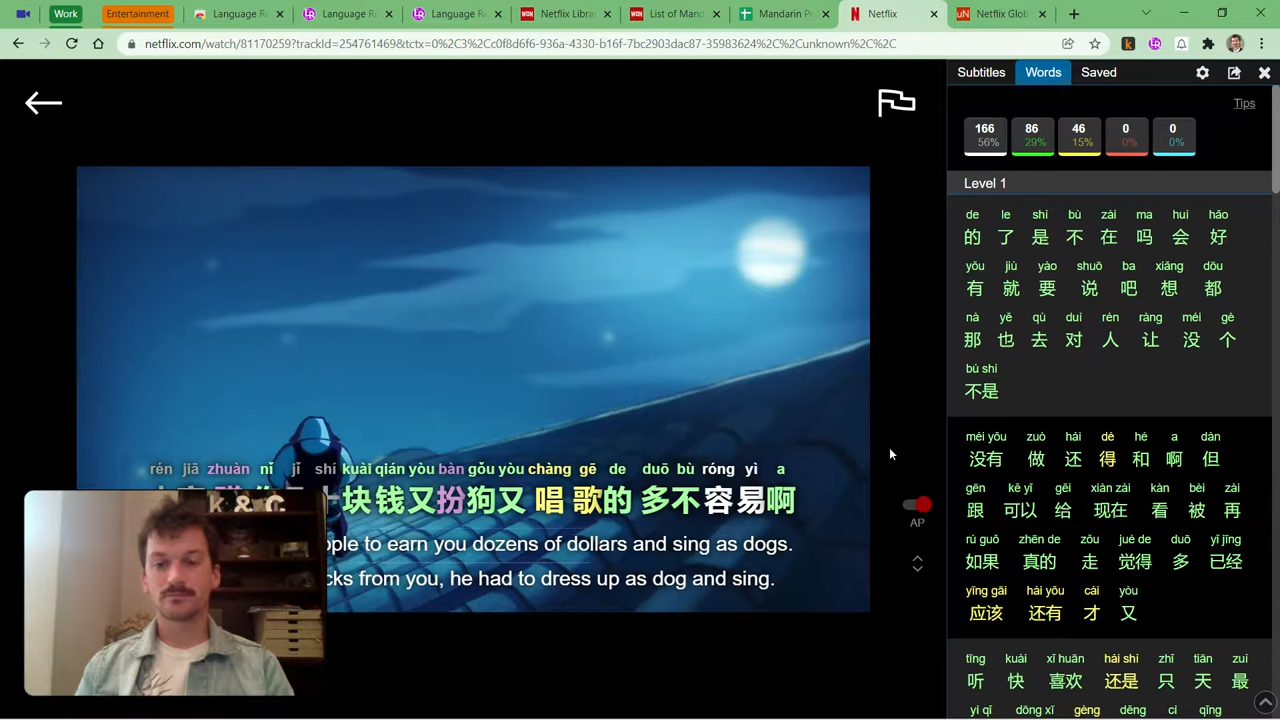 Work
Entertainment
Language Re
Language R
Language R
Netflix Libra
List of Mand
Mandarin P
Netflix
Netflix Glob
netflix.com/watch/81170259?trackId=254761469&tctx=0%2C3%2Cc0f8d6f6-936a-4330-b16f-7bc2903dac87-35983624%2C%2Cunknown%2C%2C
Subtitles Words Saved
Tips
166 86 46 0 0
56% 29% 15% 0% 0%
Level 1
de le shì bù zài ma huì hǎo
的 了 是 不 在 吗 会 好
yǒu jiù yào shuō ba xiǎng dōu
有 就 要 说 吧 想 都
nà yě qù duì rén ràng méi gè
那 也 去 对 人 让 没 个
bú shì
不是
méi yǒu zuò hái dé hé a dàn
没有 做 还 得 和 啊 但
gēn kě yǐ gěi xiàn zài kàn bèi zài
跟 可以 给 现在 看 被 再
rú guǒ zhēn de zǒu jué de duō yǐ jīng
如果 真的 走 觉得 多 已经
yīng gāi hái yǒu cái yòu
应该 还有 才 又
tīng kuài xǐ huān hái shì zhǐ tiān zuì
听 快 喜欢 还是 只 天 最
yì qǐ dōng xī gèng děng cì qǐng
rén jiā zhuàn nǐ jǐ shí kuài qián yòu bàn gǒu yòu chàng gē de duō bù róng yì a
块钱又扮狗又 唱 歌的 多不容易啊
ple to earn you dozens of dollars and sing as dogs.
cks from you, he had to dress up as dog and sing.
AP
k & C